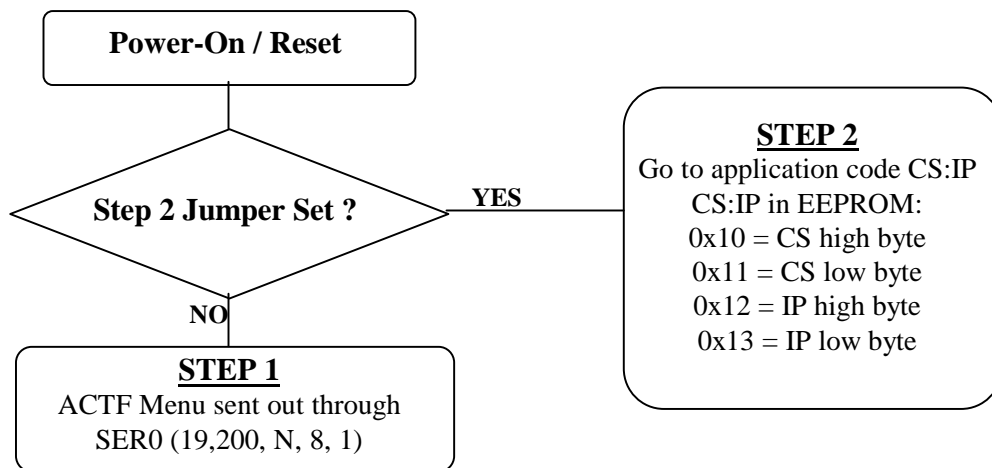 Power-On / Reset
Step 2 Jumper Set ?
YES
NO
STEP 2
Go to application code CS:IP
CS:IP in EEPROM:
0x10 = CS high byte
0x11 = CS low byte
0x12 = IP high byte
0x13 = IP low byte
STEP 1
ACTF Menu sent out through
SER0 (19,200, N, 8, 1)